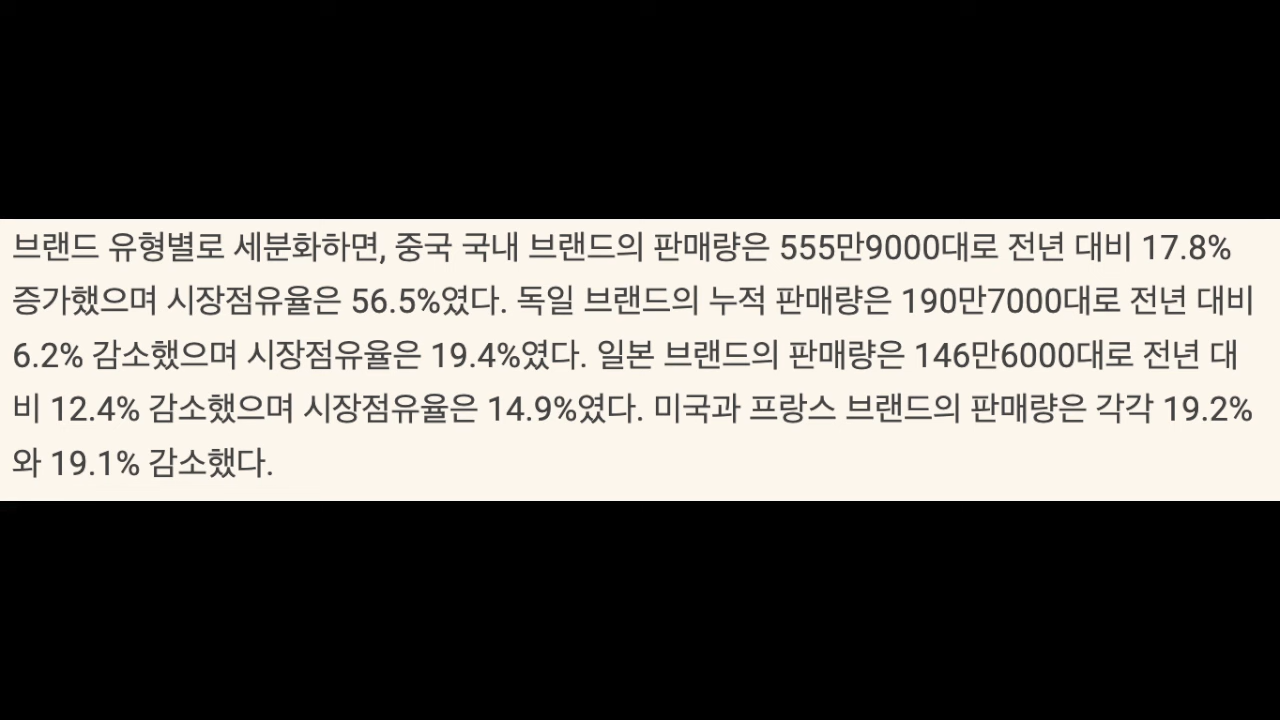 브랜드 유형별로 세분화하면, 중국 국내 브랜드의 판매량은 555만9000대로 전년 대비 17.8%
증가했으며 시장점유율은 56.5%였다. 독일 브랜드의 누적 판매량은 190만7000대로 전년 대비
6.2% 감소했으며 시장점유율은 19.4%였다. 일본 브랜드의 판매량은 146만6000대로 전년 대
비 12.4% 감소했으며 시장점유율은 14.9%였다. 미국과 프랑스 브랜드의 판매량은 각각 19.2%
와 19.1% 감소했다.